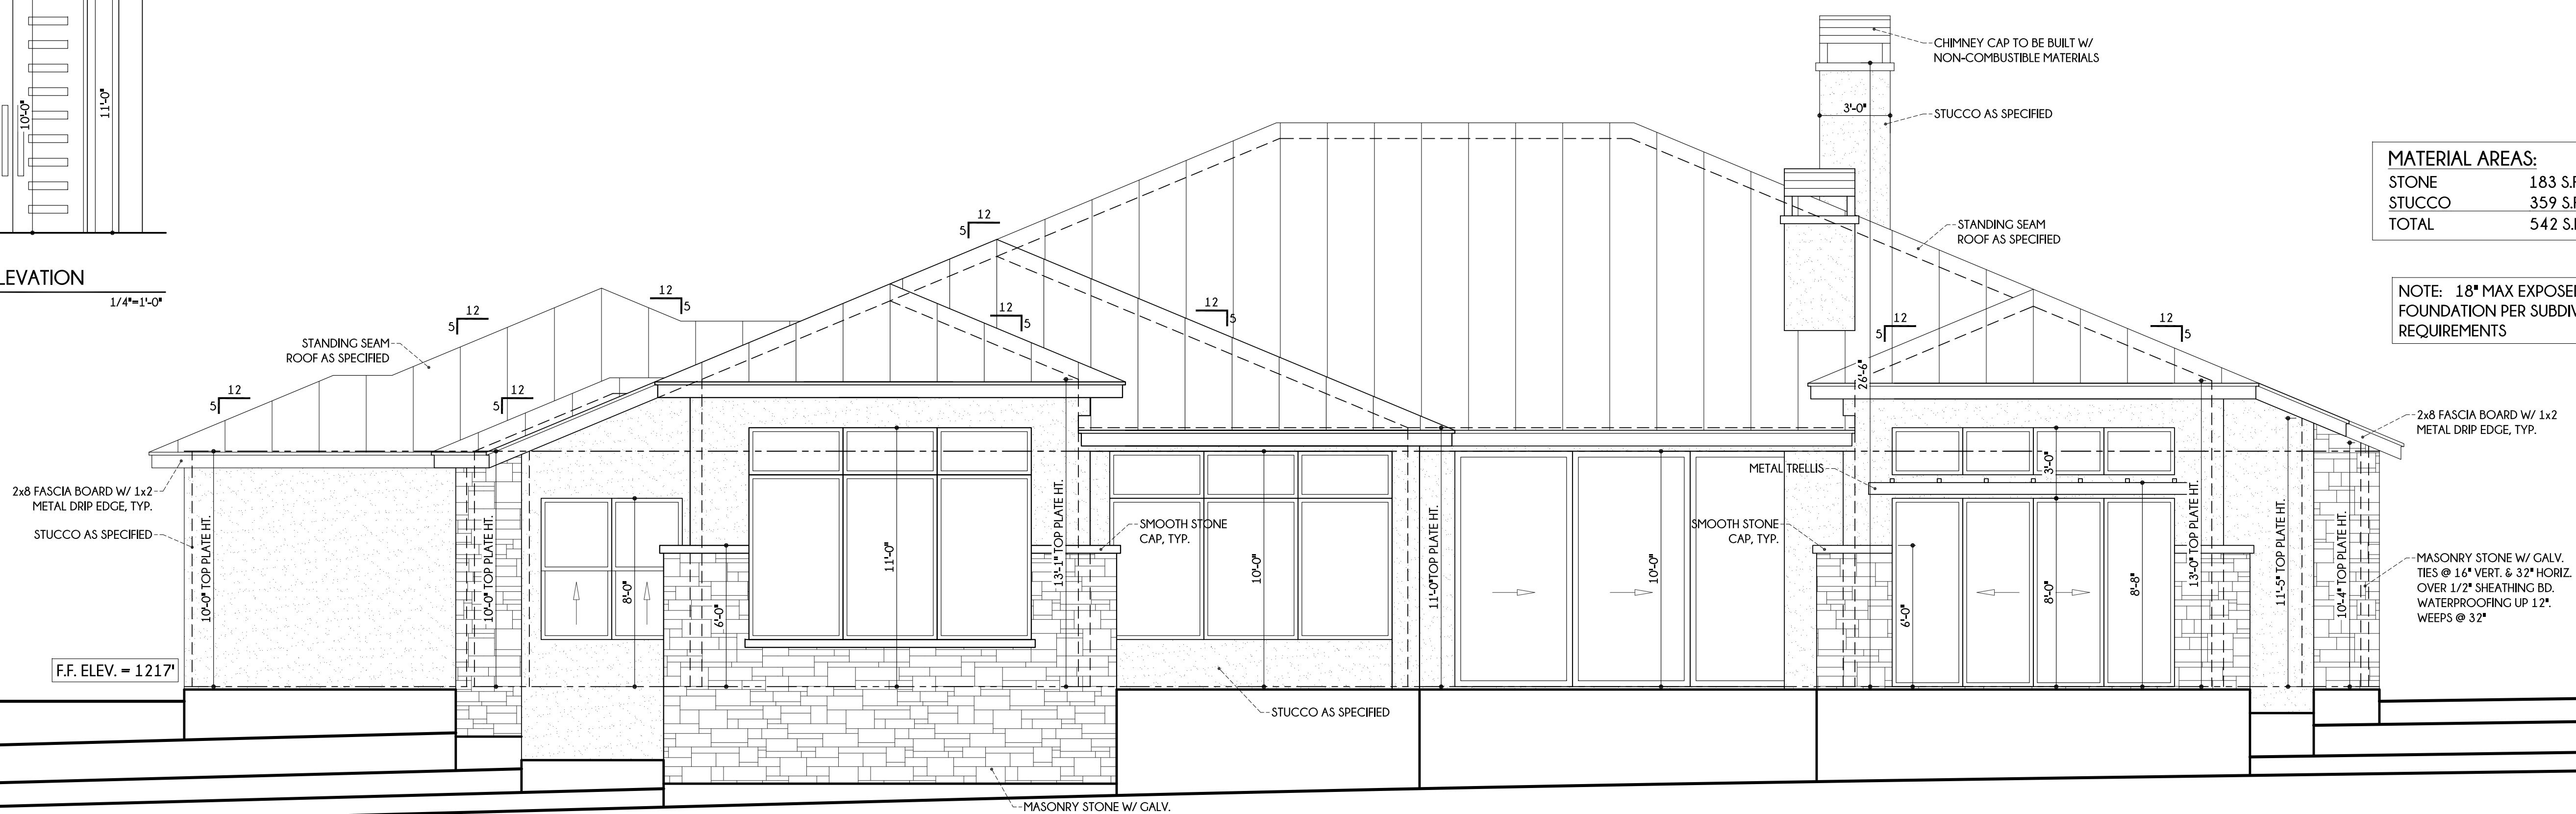 10'-0"
11'-0"
LEVATION
1/4"=1'-0"
CHIMNEY CAP TO BE BUILT W/
NON-COMBUSTIBLE MATERIALS
3'-0"
STUCCO AS SPECIFIED
MATERIAL AREAS:
STONE 183 S.F
STUCCO 359 S.F
TOTAL 542 S.F
STANDING SEAM
ROOF AS SPECIFIED
NOTE: 18" MAX EXPOSED
FOUNDATION PER SUBDIV
REQUIREMENTS
12
5
12
5
12
5
12
5
12
5
12
5
12
5
12
5
12
5
STANDING SEAM
ROOF AS SPECIFIED
26'-6"
2x8 FASCIA BOARD W/ 1x2
METAL DRIP EDGE, TYP.
2x8 FASCIA BOARD W/ 1x2
METAL DRIP EDGE, TYP.
STUCCO AS SPECIFIED
10'-0" TOP PLATE HT.
10'-0" TOP PLATE HT.
8'-0"
6'-0"
11'-0"
13'-1" TOP PLATE HT.
SMOOTH STONE
CAP, TYP.
10'-0"
11'-0" TOP PLATE HT.
10'-0"
METAL TRELLIS
SMOOTH STONE
CAP, TYP.
6'-0"
3'-0"
8'-0"
8'-8"
13'-0" TOP PLATE HT.
11'-5" TOP PLATE HT.
10'-4" TOP PLATE HT.
MASONRY STONE W/ GALV.
TIES @ 16" VERT. & 32" HORIZ.
OVER 1/2" SHEATHING BD.
WATERPROOFING UP 12".
WEEPS @ 32"
F.F. ELEV. = 1217'
STUCCO AS SPECIFIED
MASONRY STONE W/ GALV.